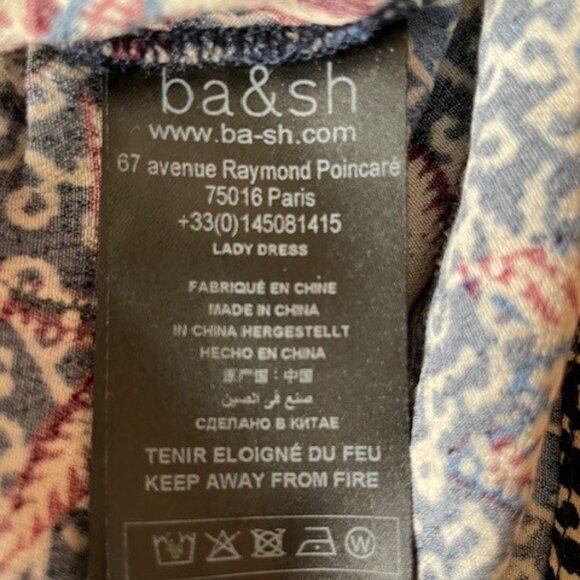 ba&sh
www.ba-sh.com
67 avenue Raymond Poincaré
75016 Paris
+33(0)145081415
LADY DRESS
FABRIQUÉ EN CHINE
MADE IN CHINA
IN CHINA HERGESTELLT
HECHO EN CHINA
原产国 : 中国
صنع في الصين
СДЕЛАНО В КИТАЕ
TENIR ELOIGNÉ DU FEU
KEEP AWAY FROM FIRE
W